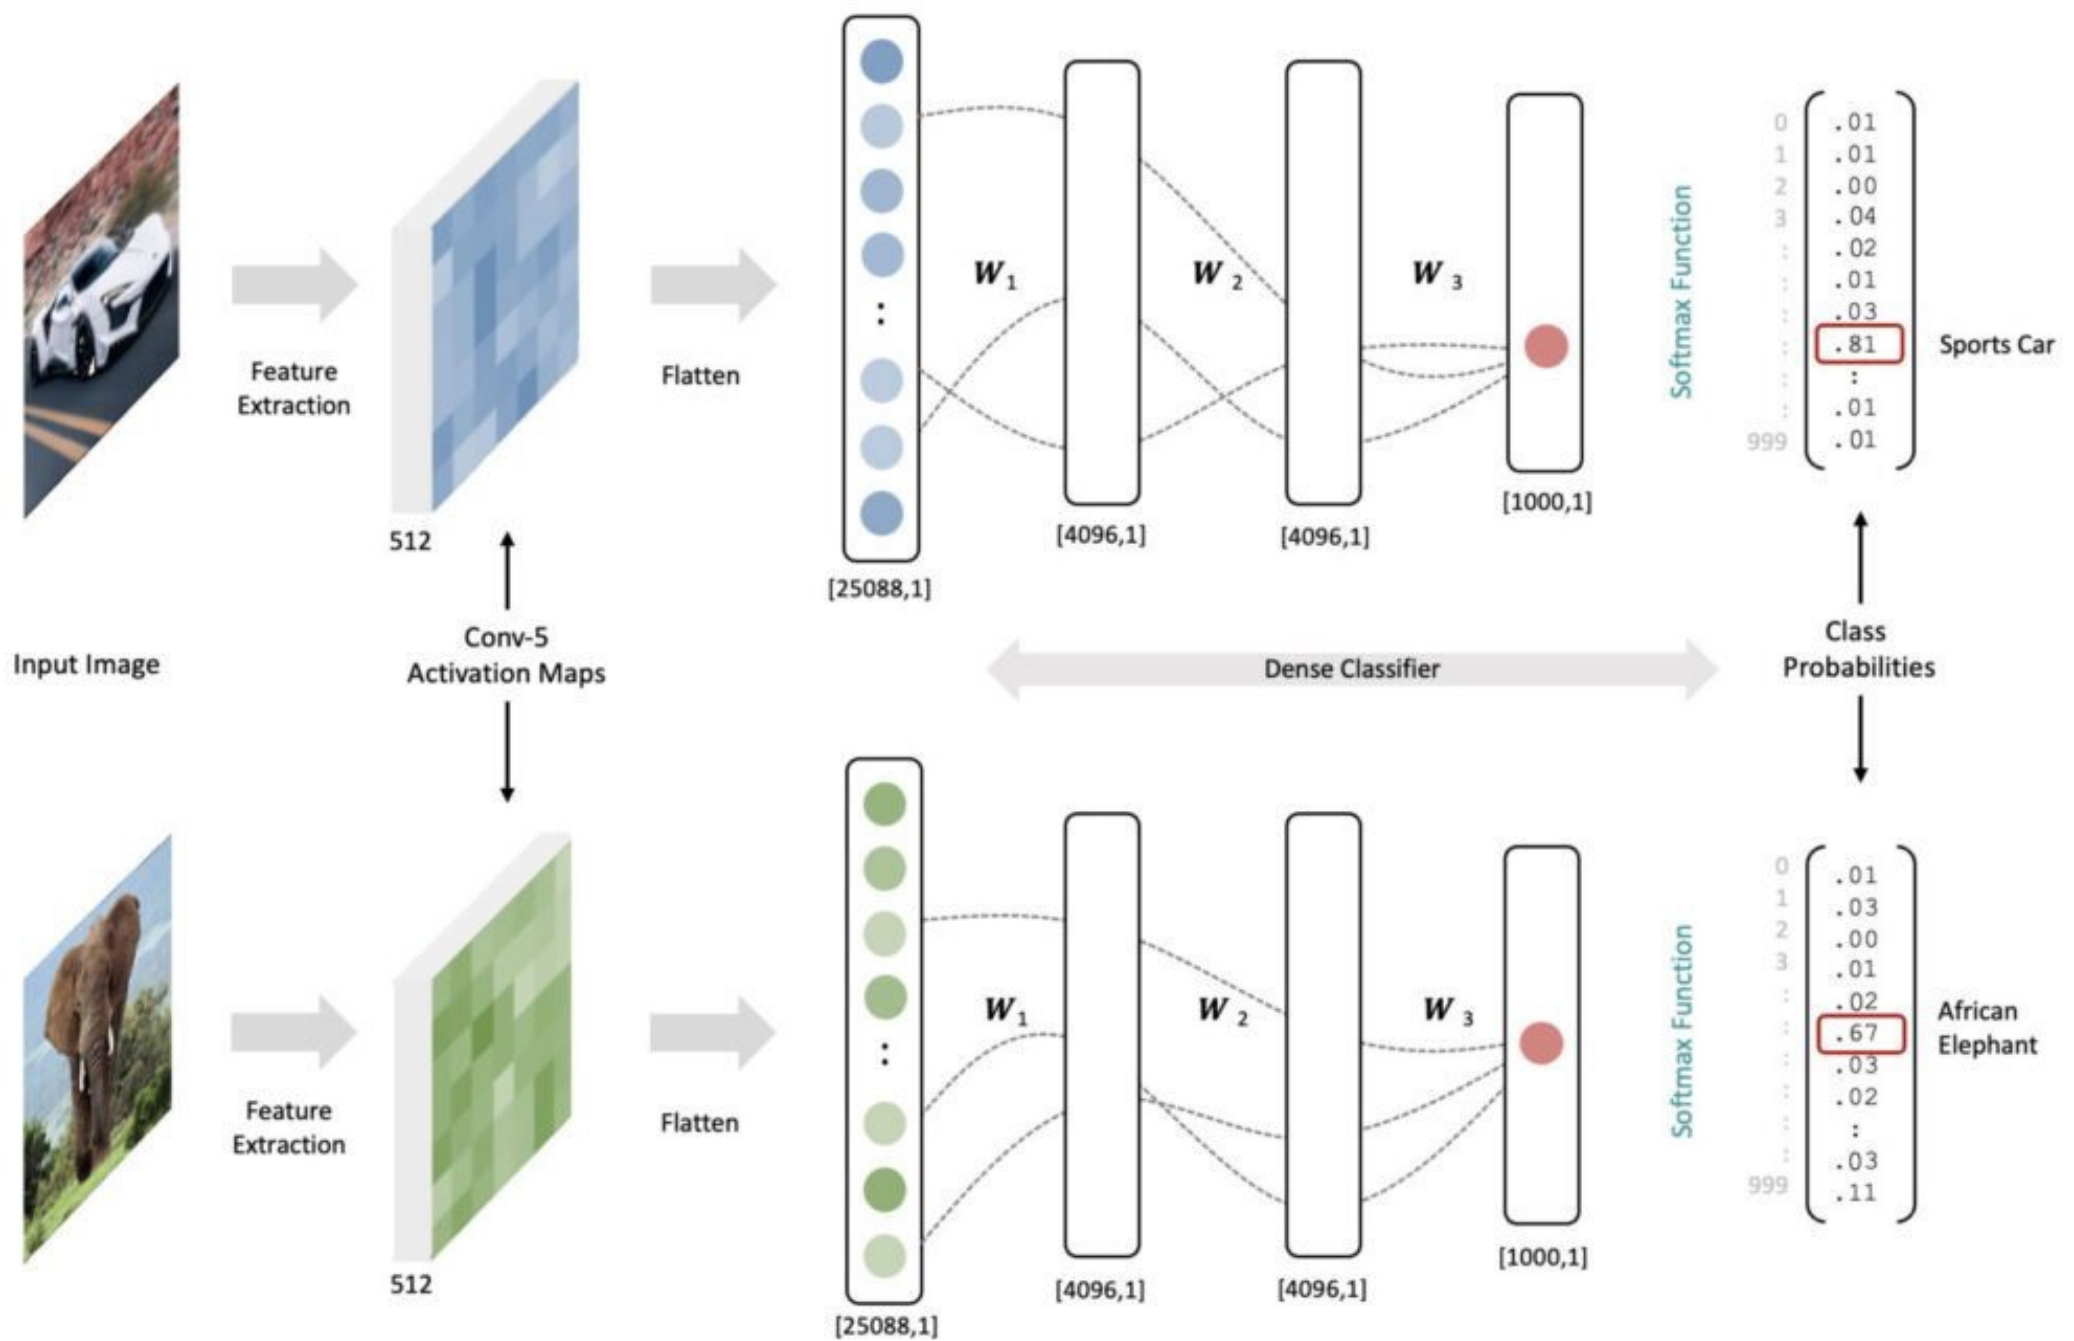 Input Image
Feature
Extraction
512
Conv-5
Activation Maps
Flatten
[25088,1]
W1
[4096,1]
W2
[4096,1]
W3
[1000,1]
Dense Classifier
Softmax Function
0
1
2
3
:
:
:
:
:
:
999
.01
.01
.00
.04
.02
.01
.03
.81
:
.01
.01
Sports Car
Class
Probabilities
Feature
Extraction
512
Flatten
[25088,1]
W1
[4096,1]
W2
[4096,1]
W3
[1000,1]
Softmax Function
0
1
2
3
:
:
:
:
:
:
999
.01
.03
.00
.01
.02
.67
.03
.02
:
.03
.11
African
Elephant